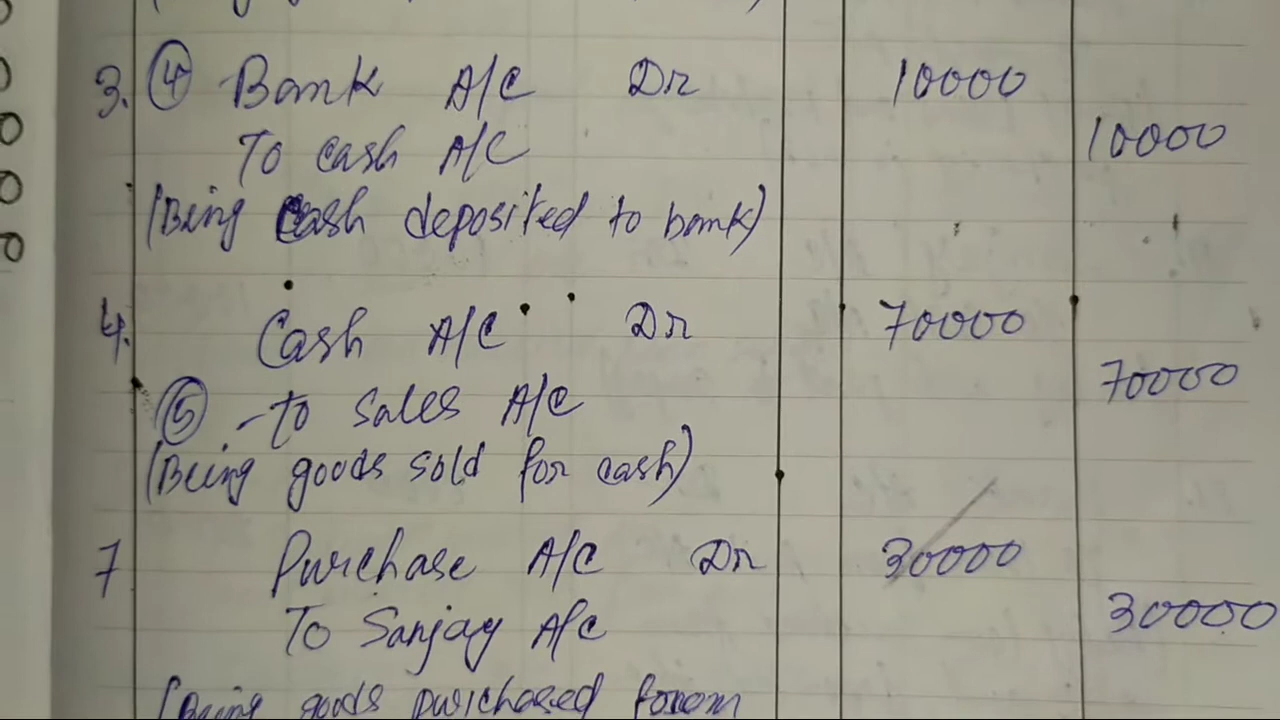 3. ④ Bank A/C Dr 10000
To cash A/C 10000
(Being Cash deposited to bank)
4. Cash A/C Dr 70000
⑤ -To sales A/C 70000
(Being goods sold for cash)
7 Purchase A/C Dr 30000
To Sanjay A/C 30000
(Being goods purchased